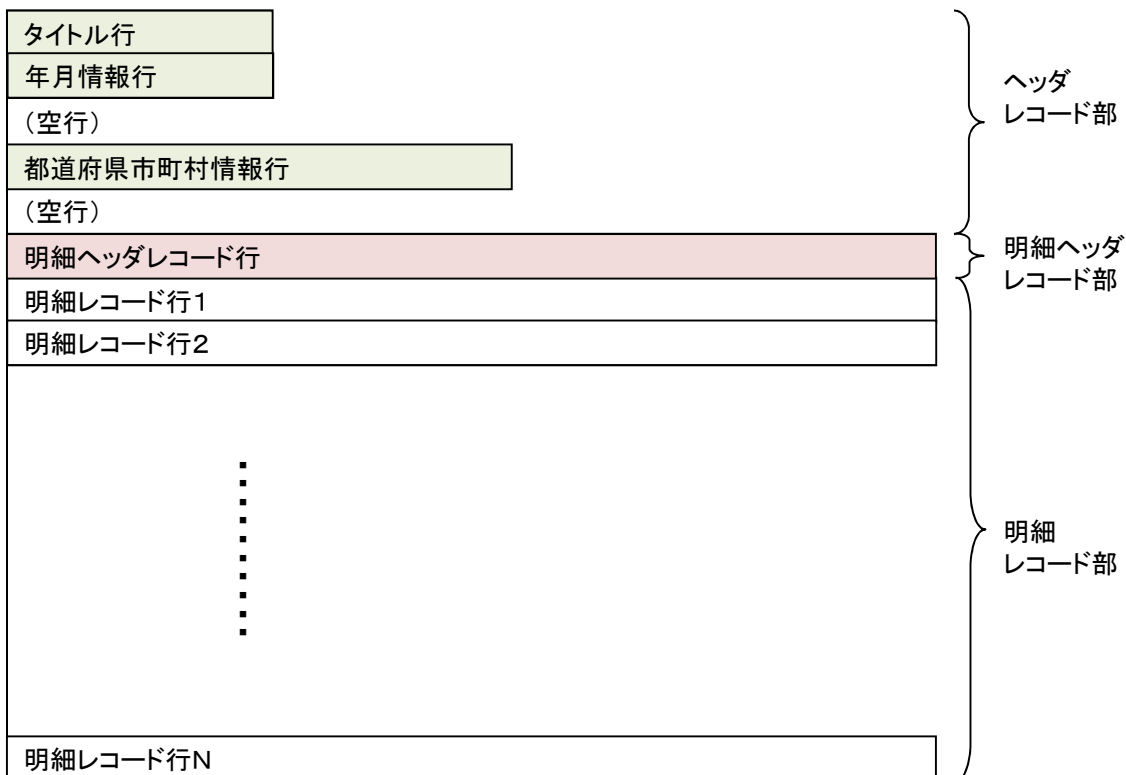 タイトル行
年月情報行
（空行）
都道府県市町村情報行
（空行）
明細ヘッダレコード行
明細レコード行１
明細レコード行２
明細レコード行Ｎ
ヘッダ
レコード部
明細ヘッダ
レコード部
明細
レコード部